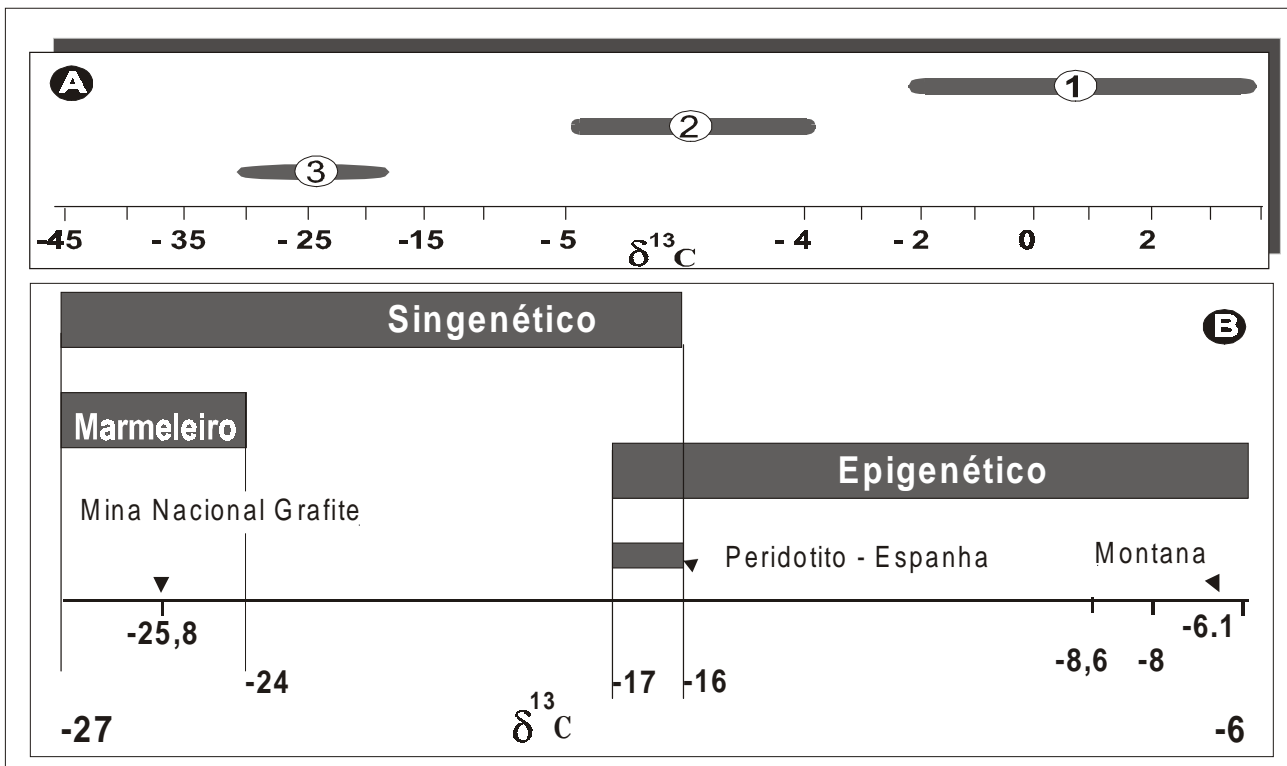 A
1
2
3
-45 -35 -25 -15 -5 -4 -2 0 2
δ13C
Singenético
B
Marmeleiro
Epigenético
Mina Nacional Grafite
Peridotito - Espanha
Montana
-25,8
-6.1
-8,6 -8
-24 -17 -16
δ13C
-27 -6